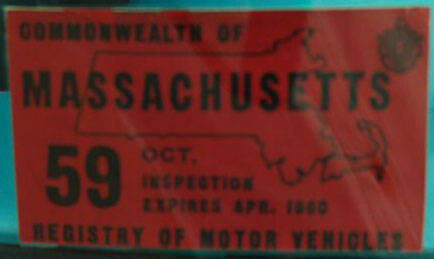 COMMONWEALTH OF
MASSACHUSETTS
59 OCT.
INSPECTION
EXPIRES APR. 1960
REGISTRY OF MOTOR VEHICLES